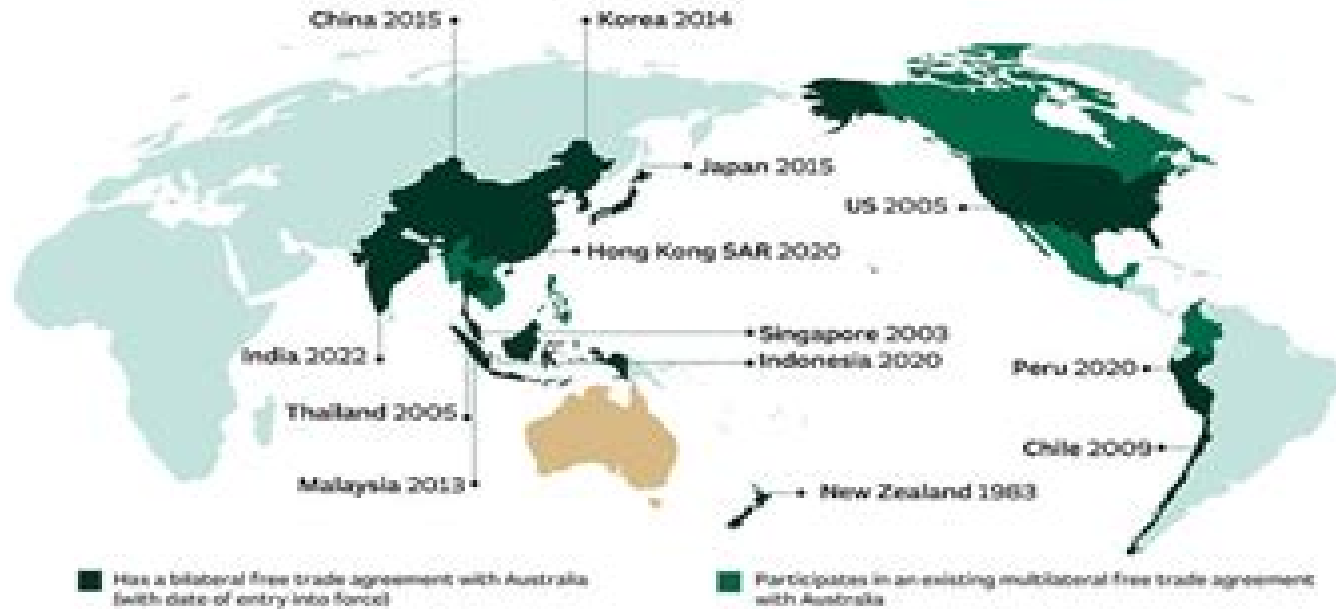 China 2015
Korea 2014
Japan 2015
US 2005
Hong Kong SAR 2020
Singapore 2003
India 2022
Indonesia 2020
Peru 2020
Thailand 2005
Chile 2009
Malaysia 2013
New Zealand 1983
Has a bilateral free trade agreement with Australia
(with date of entry into force)
Participates in an existing multilateral free trade agreement
with Australia